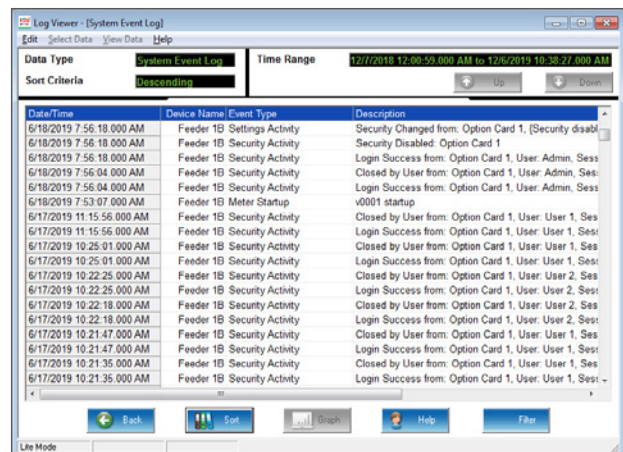 Log Viewer - [System Event Log]
Edit Select Data View Data Help
Data Type System Event Log Time Range 12/7/2018 12:00:59.000 AM to 12/6/2019 10:38:27.000 AM
Sort Criteria Descending Up Down
Date/Time Device Name Event Type Description
6/18/2019 7:56:18.000 AM Feeder 1B Settings Activity Security Changed from: Option Card 1, (Security disabl
6/18/2019 7:56:18.000 AM Feeder 1B Security Activity Security Disabled: Option Card 1
6/18/2019 7:56:18.000 AM Feeder 1B Security Activity Login Success from: Option Card 1, User: Admin, Sess
6/18/2019 7:56:04.000 AM Feeder 1B Security Activity Closed by User from: Option Card 1, User: Admin, Ses
6/18/2019 7:56:04.000 AM Feeder 1B Security Activity Login Success from: Option Card 1, User: Admin, Sess
6/18/2019 7:53:07.000 AM Feeder 1B Meter Startup v0001 startup
6/17/2019 11:15:56.000 AM Feeder 1B Security Activity Closed by User from: Option Card 1, User: User 1, Ses
6/17/2019 11:15:56.000 AM Feeder 1B Security Activity Login Success from: Option Card 1, User: User 1, Sess
6/17/2019 10:25:01.000 AM Feeder 1B Security Activity Closed by User from: Option Card 1, User: User 1, Ses
6/17/2019 10:25:01.000 AM Feeder 1B Security Activity Login Success from: Option Card 1, User: User 1, Sess
6/17/2019 10:22:25.000 AM Feeder 1B Security Activity Closed by User from: Option Card 1, User: User 2, Ses
6/17/2019 10:22:25.000 AM Feeder 1B Security Activity Login Success from: Option Card 1, User: User 2, Sess
6/17/2019 10:22:18.000 AM Feeder 1B Security Activity Closed by User from: Option Card 1, User: User 2, Ses
6/17/2019 10:22:18.000 AM Feeder 1B Security Activity Login Success from: Option Card 1, User: User 2, Sess
6/17/2019 10:21:47.000 AM Feeder 1B Security Activity Closed by User from: Option Card 1, User: User 1, Ses
6/17/2019 10:21:47.000 AM Feeder 1B Security Activity Login Success from: Option Card 1, User: User 1, Sess
6/17/2019 10:21:35.000 AM Feeder 1B Security Activity Closed by User from: Option Card 1, User: User 1, Ses
6/17/2019 10:21:35.000 AM Feeder 1B Security Activity Login Success from: Option Card 1, User: User 1, Sess
Back Sort Graph Help Filter
Lite Mode